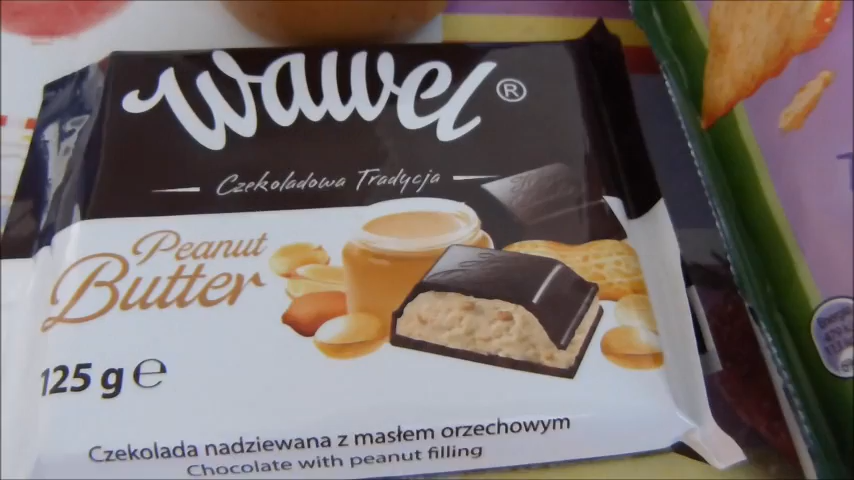 Wawel ®
Czekoladowa Tradycja
Peanut
Butter
125 g ℮
Czekolada nadziewana z masłem orzechowym
Chocolate with peanut filling